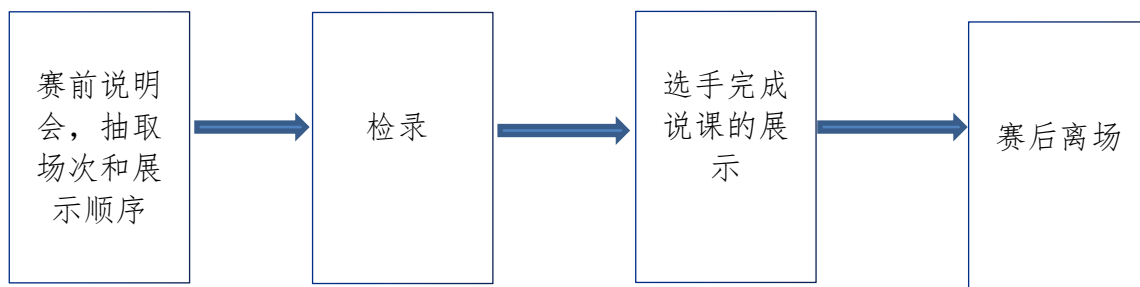 赛前说明
会，抽取
场次和展
示顺序
检录
选手完成
说课的展
示
赛后离场